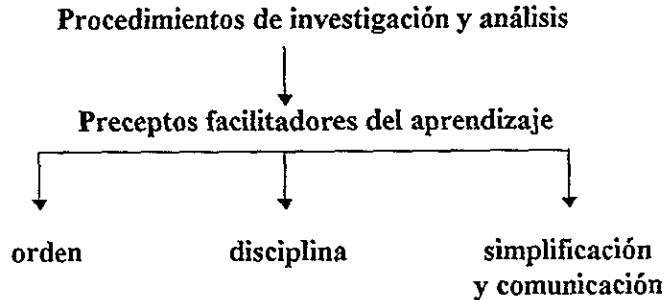 Procedimientos de investigación y análisis
Preceptos facilitadores del aprendizaje
orden disciplina simplificación
y comunicación